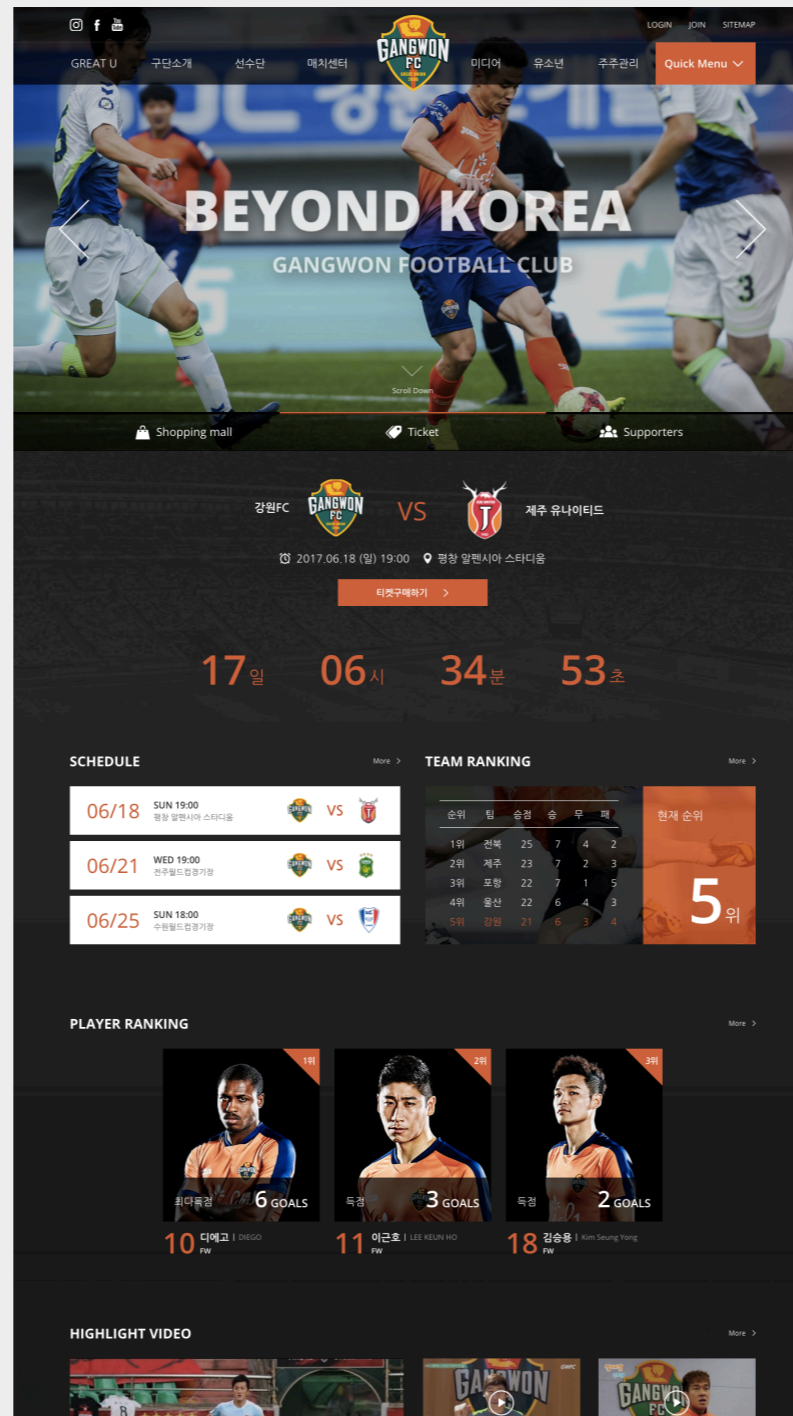 LOGIN JOIN SITEMAP
GREAT U 구단소개 선수단 매치센터 미디어 유소년 주주관리 Quick Menu
GANGWON
FC
BEYOND KOREA
GANGWON FOOTBALL CLUB
3
Scroll Down
Shopping mall Ticket Supporters
강원FC GANGWON FC VS 제주 유나이티드
2017.06.18 (일) 19:00 평창 알펜시아 스타디움
티켓구매하기
17일 06시 34분 53초
SCHEDULE More
06/18 SUN 19:00 VS
평창 알펜시아 스타디움
06/21 WED 19:00 VS
전주월드컵경기장
06/25 SUN 18:00 VS
수원월드컵경기장
TEAM RANKING More
순위 팀 승점 승 무 패
1위 전북 25 7 4 2
2위 제주 23 7 2 3
3위 포항 22 7 1 5
4위 울산 22 6 4 3
5위 강원 21 6 3 4
현재 순위
5위
PLAYER RANKING More
1위
최다득점 6 GOALS
10 디에고 | DIEGO
FW
2위
득점 3 GOALS
11 이근호 | LEE KEUN HO
FW
3위
득점 2 GOALS
18 김승용 | Kim Seung Yong
FW
HIGHLIGHT VIDEO More
8
GANGWON
GANGWON
FC